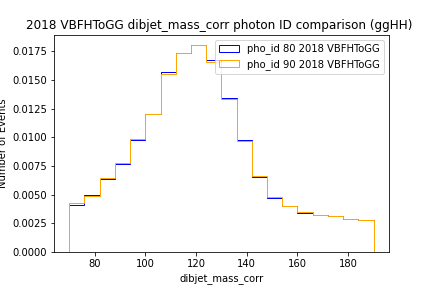 2018 VBFHToGG dibjet_mass_corr photon ID comparison (ggHH)
pho_id 80 2018 VBFHToGG
pho_id 90 2018 VBFHToGG
Number of Events
0.0175
0.0150
0.0125
0.0100
0.0075
0.0050
0.0025
0.0000
80 100 120 140 160 180
dibjet_mass_corr